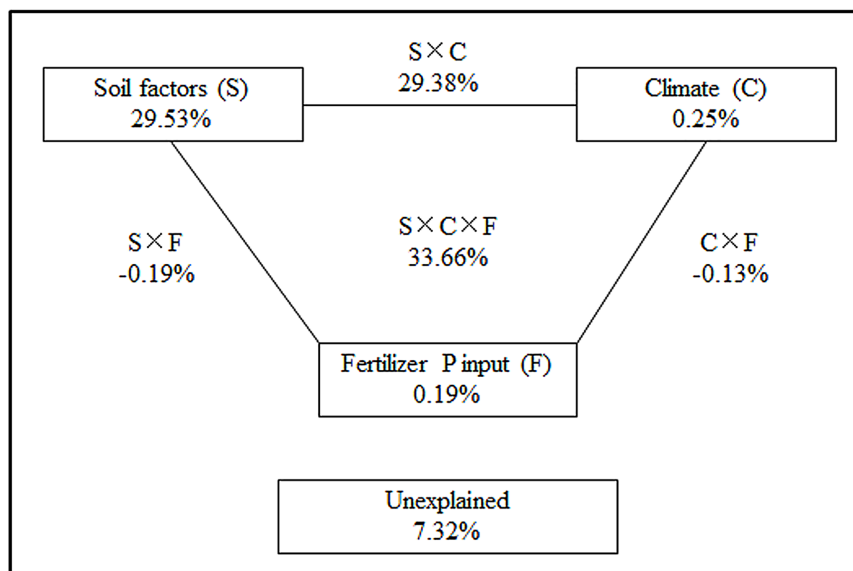 S×C
29.38%
Soil factors (S)
29.53%
Climate (C)
0.25%
S×F
-0.19%
S×C×F
33.66%
C×F
-0.13%
Fertilizer P input (F)
0.19%
Unexplained
7.32%